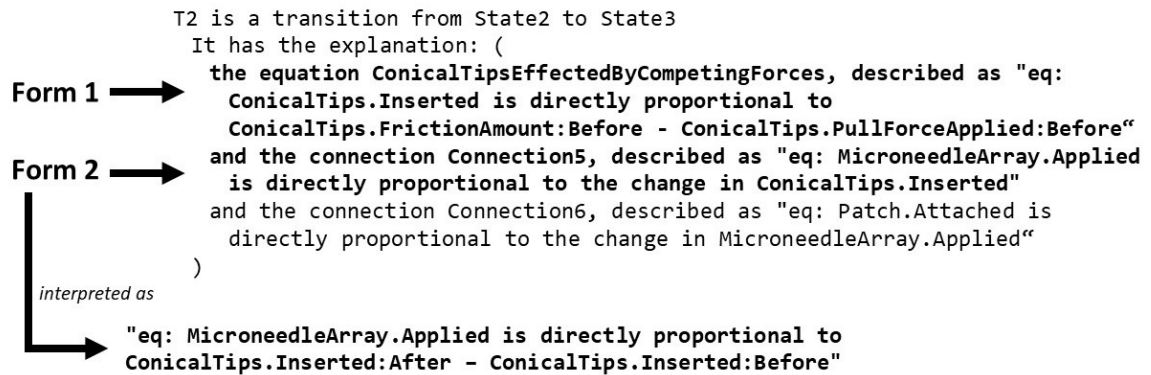 T2 is a transition from State2 to State3
It has the explanation: (
the equation ConicalTipsEffectedByCompetingForces, described as "eq:
Form 1
ConicalTips.Inserted is directly proportional to
ConicalTips.FrictionAmount:Before - ConicalTips.PullForceApplied:Before“
and the connection Connection5, described as "eq: MicroneedleArray.Applied
Form 2
is directly proportional to the change in ConicalTips.Inserted"
and the connection Connection6, described as "eq: Patch.Attached is
directly proportional to the change in MicroneedleArray.Applied“
)
interpreted as
"eq: MicroneedleArray.Applied is directly proportional to
ConicalTips.Inserted:After – ConicalTips.Inserted:Before"